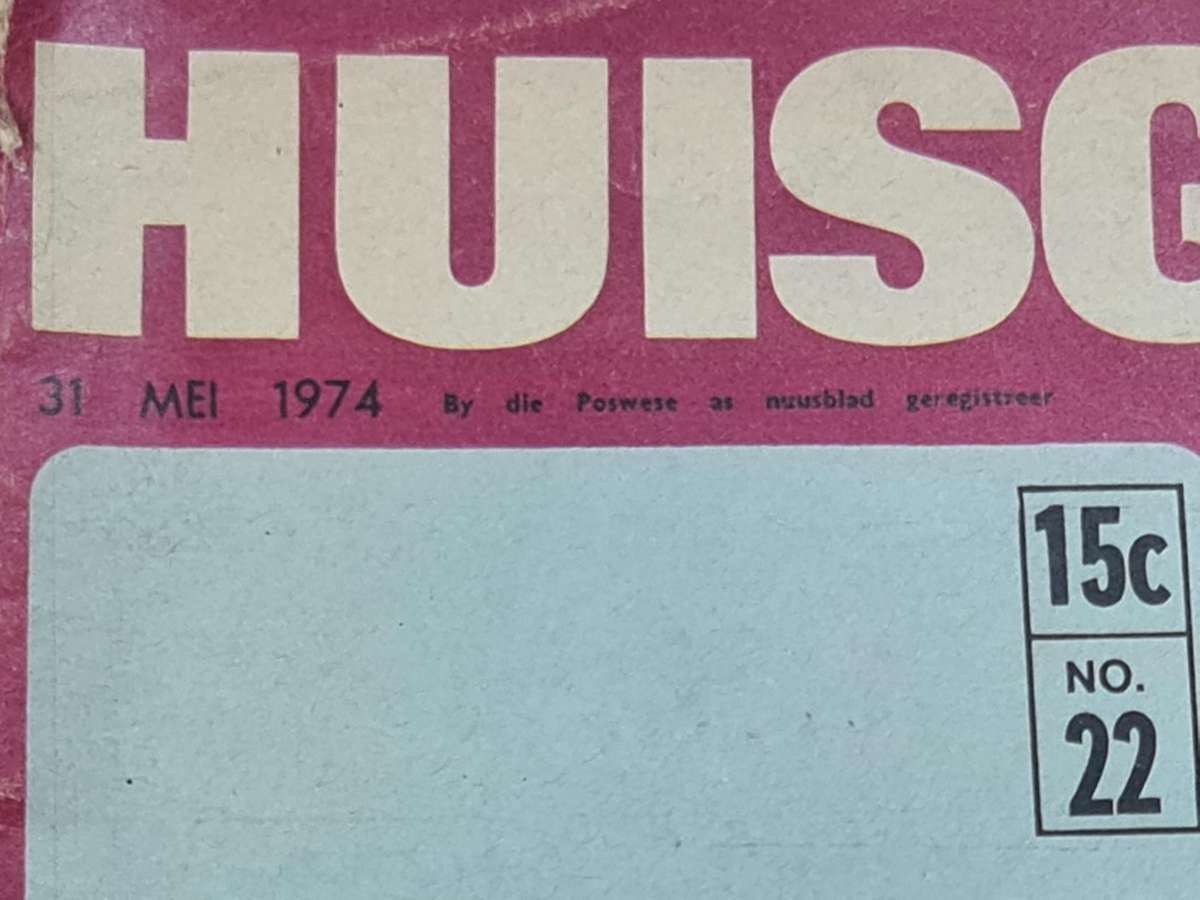 HUISG
31 MEI 1974 By die Poswese as nuusblad geregistreer
15c
NO.
22